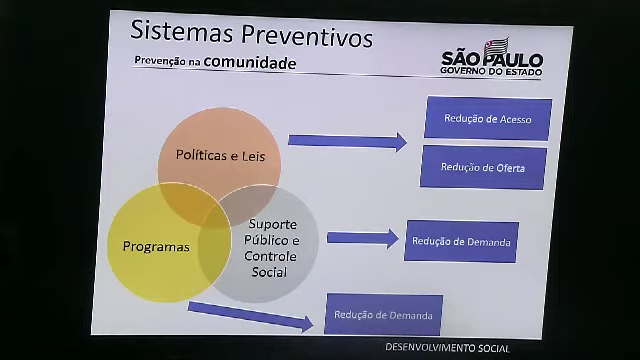 Sistemas Preventivos
Prevenção na comunidade
SÃO PAULO
GOVERNO DO ESTADO
Políticas e Leis
Redução de Acesso
Redução de Oferta
Programas
Suporte
Público e
Controle
Social
Redução de Demanda
Redução de Demanda
DESENVOLVIMENTO SOCIAL